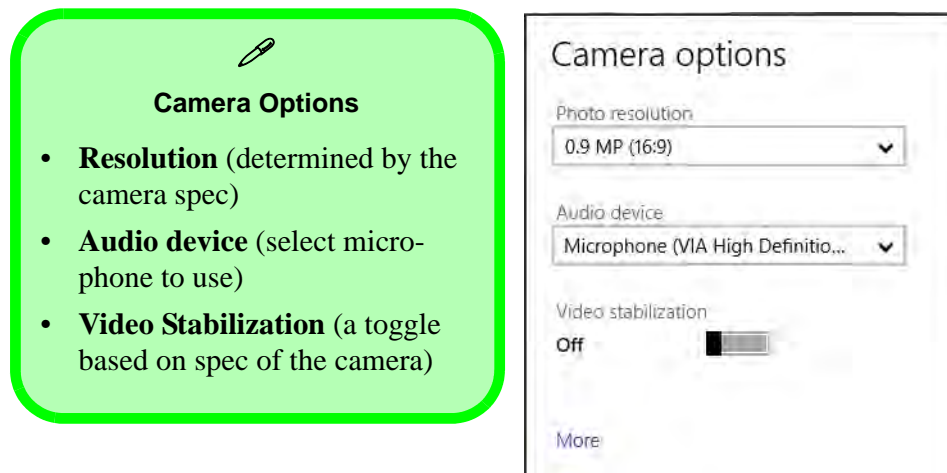 Camera Options
• Resolution (determined by the
camera spec)
• Audio device (select micro-
phone to use)
• Video Stabilization (a toggle
based on spec of the camera)
Camera options
Photo resolution
0.9 MP (16:9)
Audio device
Microphone (VIA High Definitio...
Video stabilization
Off
More